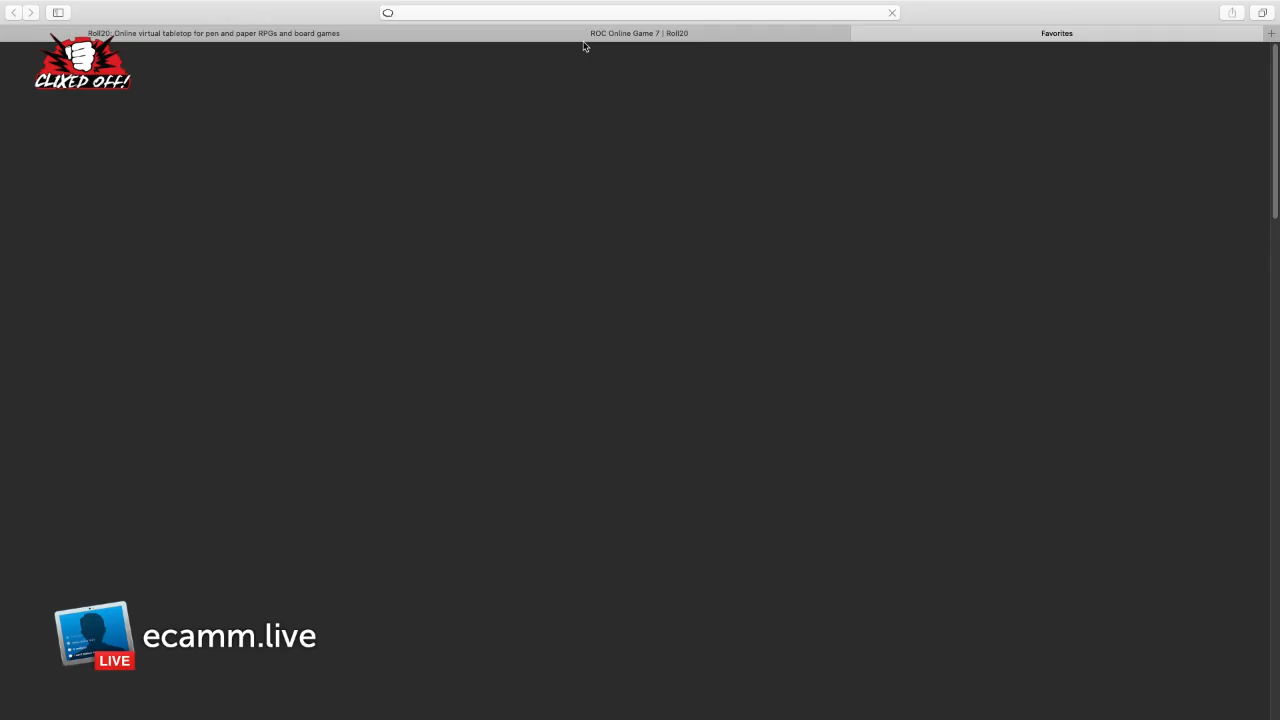 Roll20: Online virtual tabletop for pen and paper RPGs and board games
ROC Online Game 7 | Roll20
Favorites
CLIXED OFF!
ecamm.live
LIVE